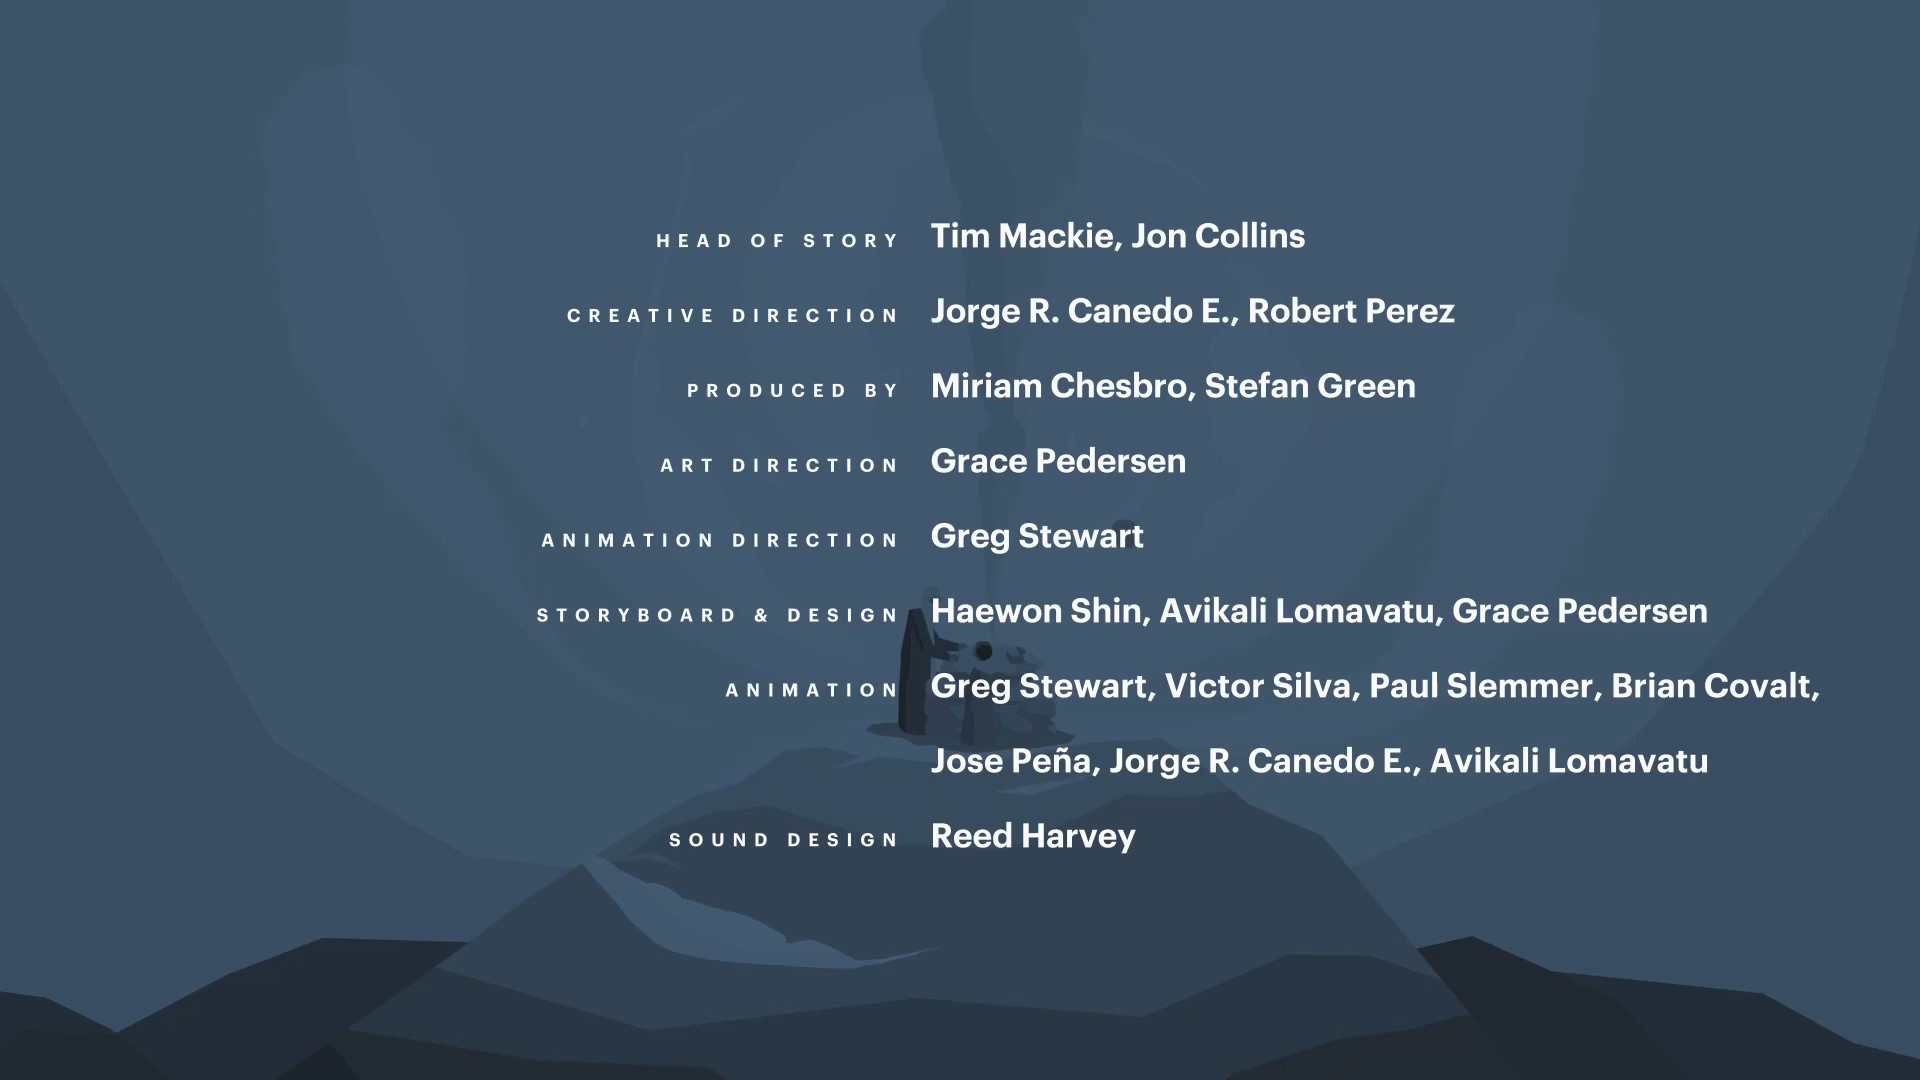 HEAD OF STORY Tim Mackie, Jon Collins
CREATIVE DIRECTION Jorge R. Canedo E., Robert Perez
PRODUCED BY Miriam Chesbro, Stefan Green
ART DIRECTION Grace Pedersen
ANIMATION DIRECTION Greg Stewart
STORYBOARD & DESIGN Haewon Shin, Avikali Lomavatu, Grace Pedersen
ANIMATION Greg Stewart, Victor Silva, Paul Slemmer, Brian Covalt,
Jose Peña, Jorge R. Canedo E., Avikali Lomavatu
SOUND DESIGN Reed Harvey